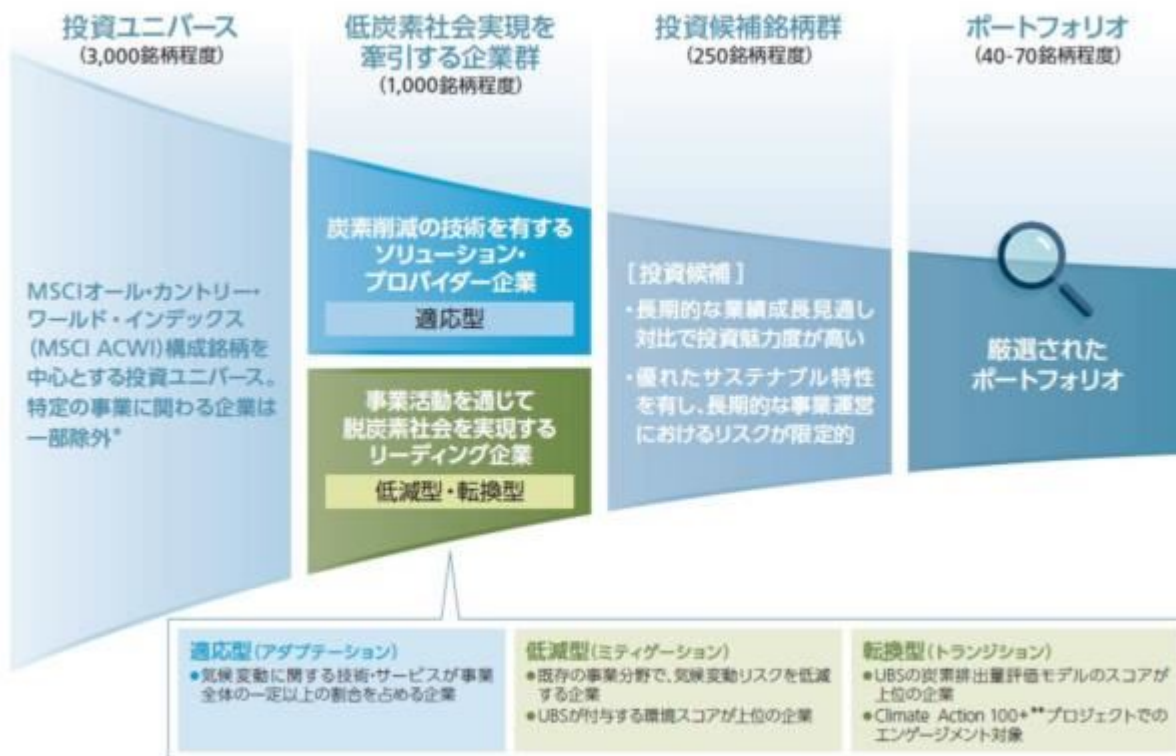 投資ユニバース
(3,000銘柄程度)
低炭素社会実現を
牽引する企業群
(1,000銘柄程度)
投資候補銘柄群
(250銘柄程度)
ポートフォリオ
(40-70銘柄程度)
MSCIオール・カントリー・
ワールド・インデックス
(MSCI ACWI)構成銘柄を
中心とする投資ユニバース。
特定の事業に関わる企業は
一部除外*
炭素削減の技術を有する
ソリューション・
プロバイダー企業
適応型
事業活動を通じて
脱炭素社会を実現する
リーディング企業
低減型・転換型
[投資候補]
・長期的な業績成長見通し
対比で投資魅力度が高い
・優れたサステナブル特性
を有し、長期的な事業運営
におけるリスクが限定的
厳選された
ポートフォリオ
適応型(アダプテーション)
●気候変動に関する技術・サービスが事業
全体の一定以上の割合を占める企業
低減型(ミティゲーション)
●既存の事業分野で、気候変動リスクを低減
する企業
●UBSが付与する環境スコアが上位の企業
転換型(トランジション)
●UBSの炭素排出量評価モデルのスコアが
上位の企業
●Climate Action 100+**プロジェクトでの
エンゲージメント対象